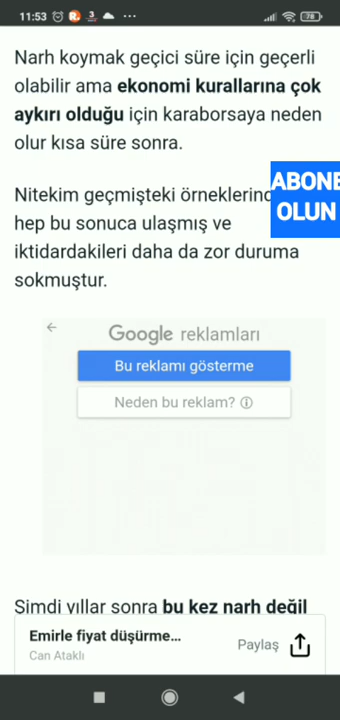 11:53
3
78
Narh koymak geçici süre için geçerli
olabilir ama ekonomi kurallarına çok
aykırı olduğu için karaborsaya neden
olur kısa süre sonra.
ABONE
OLUN
Nitekim geçmişteki örneklerind
hep bu sonuca ulaşmış ve
iktidardakileri daha da zor duruma
sokmuştur.
Google reklamları
Bu reklamı gösterme
Neden bu reklam?
Şimdi yıllar sonra bu kez narh değil
Emirle fiyat düşürme...
Can Ataklı
Paylaş